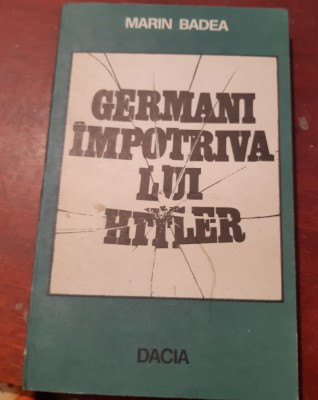 MARIN BADEA
GERMANI
ÎMPOTRIVA
LUI
HITLER
DACIA